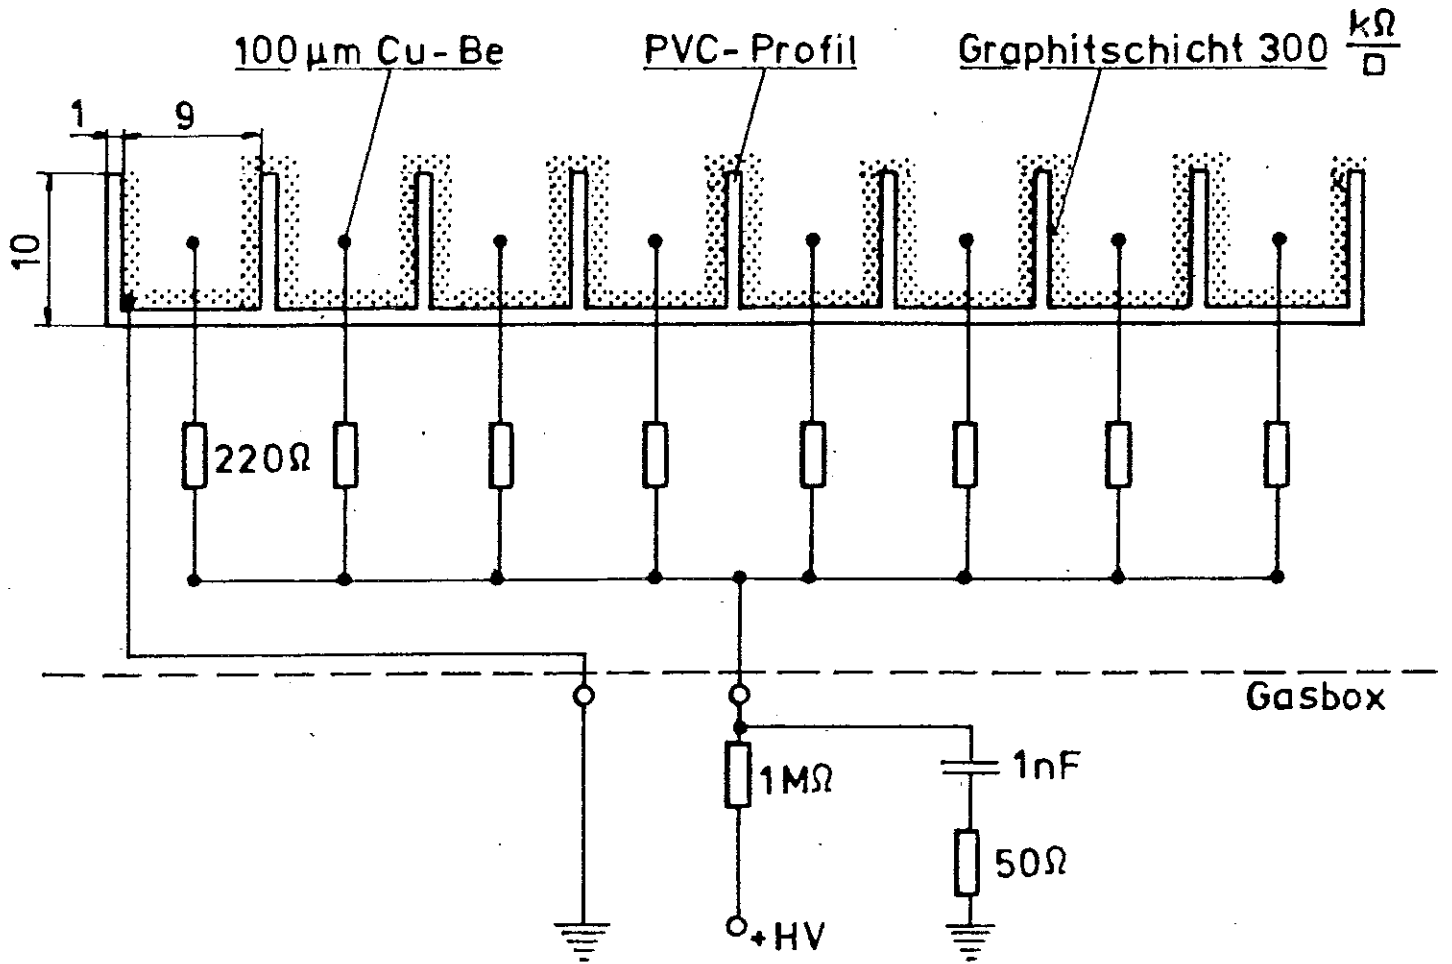 100 µm Cu-Be
PVC-Profil
Graphitschicht 300 kΩ/□
1
9
10
220Ω
Gasbox
1MΩ
1nF
50Ω
+HV